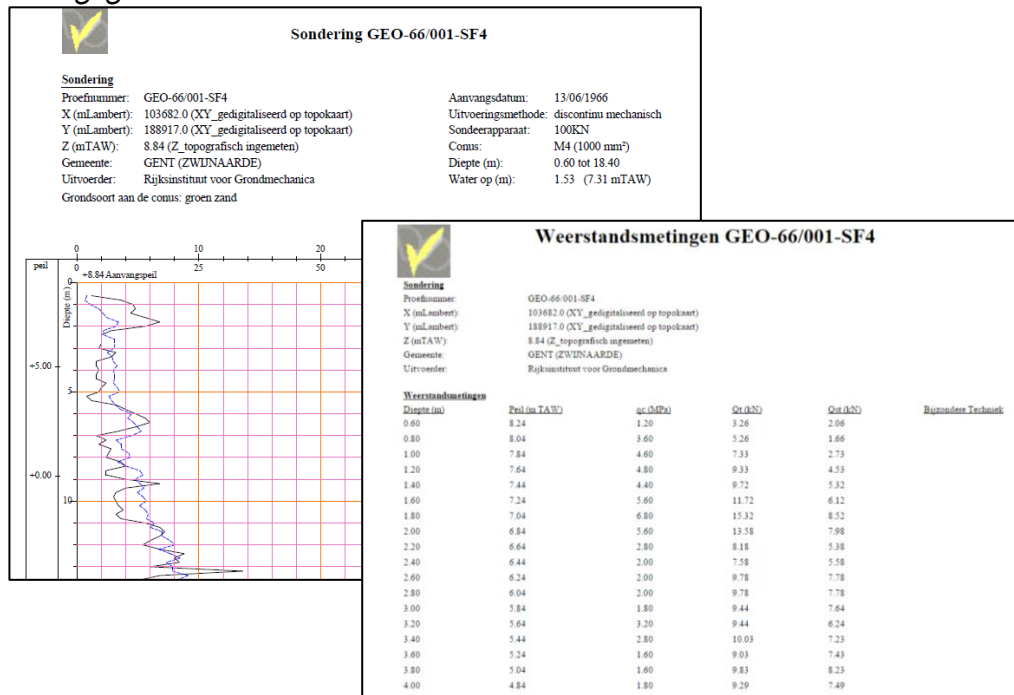 Sondering GEO-66/001-SF4
Sondering
Proefnummer: GEO-66/001-SF4 Aanvangsdatum: 13/06/1966
X (mLambert): 103682.0 (XY_gedigitaliseerd op topokaart) Uitvoeringsmethode: discontinu mechanisch
Y (mLambert): 188917.0 (XY_gedigitaliseerd op topokaart) Sondeerapparaat: 100KN
Z (mTAW): 8.84 (Z_topografisch ingemeten) Conus: M4 (1000 mm²)
Gemeente: GENT (ZWIJNAARDE) Diepte (m): 0.60 tot 18.40
Uitvoerder: Rijksinstituut voor Grondmechanica Water op (m): 1.53 (7.31 mTAW)
Grondsoort aan de conus: groen zand
0 10 20
peil 0 25 50
+8.84 Aanvangspeil
0
Diepte (m)
+5.00
5
+0.00
10
Weerstandsmetingen GEO-66/001-SF4
Sondering
Proefnummer: GEO-66/001-SF4
X (mLambert): 103682.0 (XY_gedigitaliseerd op topokaart)
Y (mLambert): 188917.0 (XY_gedigitaliseerd op topokaart)
Z (mTAW): 8.84 (Z_topografisch ingemeten)
Gemeente: GENT (ZWIJNAARDE)
Uitvoerder: Rijksinstituut voor Grondmechanica
Weerstandsmetingen
Diepte (m) Peil (m TAW) qc (MPa) Qt (kN) Qst (kN) Bijzondere Techniek
0.60 8.24 1.20 3.26 2.06
0.80 8.04 3.60 5.26 1.66
1.00 7.84 4.60 7.33 2.73
1.20 7.64 4.80 9.33 4.53
1.40 7.44 4.40 9.72 5.32
1.60 7.24 5.60 11.72 6.12
1.80 7.04 6.80 15.32 8.52
2.00 6.84 5.60 13.58 7.98
2.20 6.64 2.80 8.18 5.38
2.40 6.44 2.00 7.58 5.58
2.60 6.24 2.00 9.78 7.78
2.80 6.04 2.00 9.78 7.78
3.00 5.84 1.80 9.44 7.64
3.20 5.64 3.20 9.44 6.24
3.40 5.44 2.80 10.03 7.23
3.60 5.24 1.60 9.03 7.43
3.80 5.04 1.60 9.83 8.23
4.00 4.84 1.80 9.29 7.49